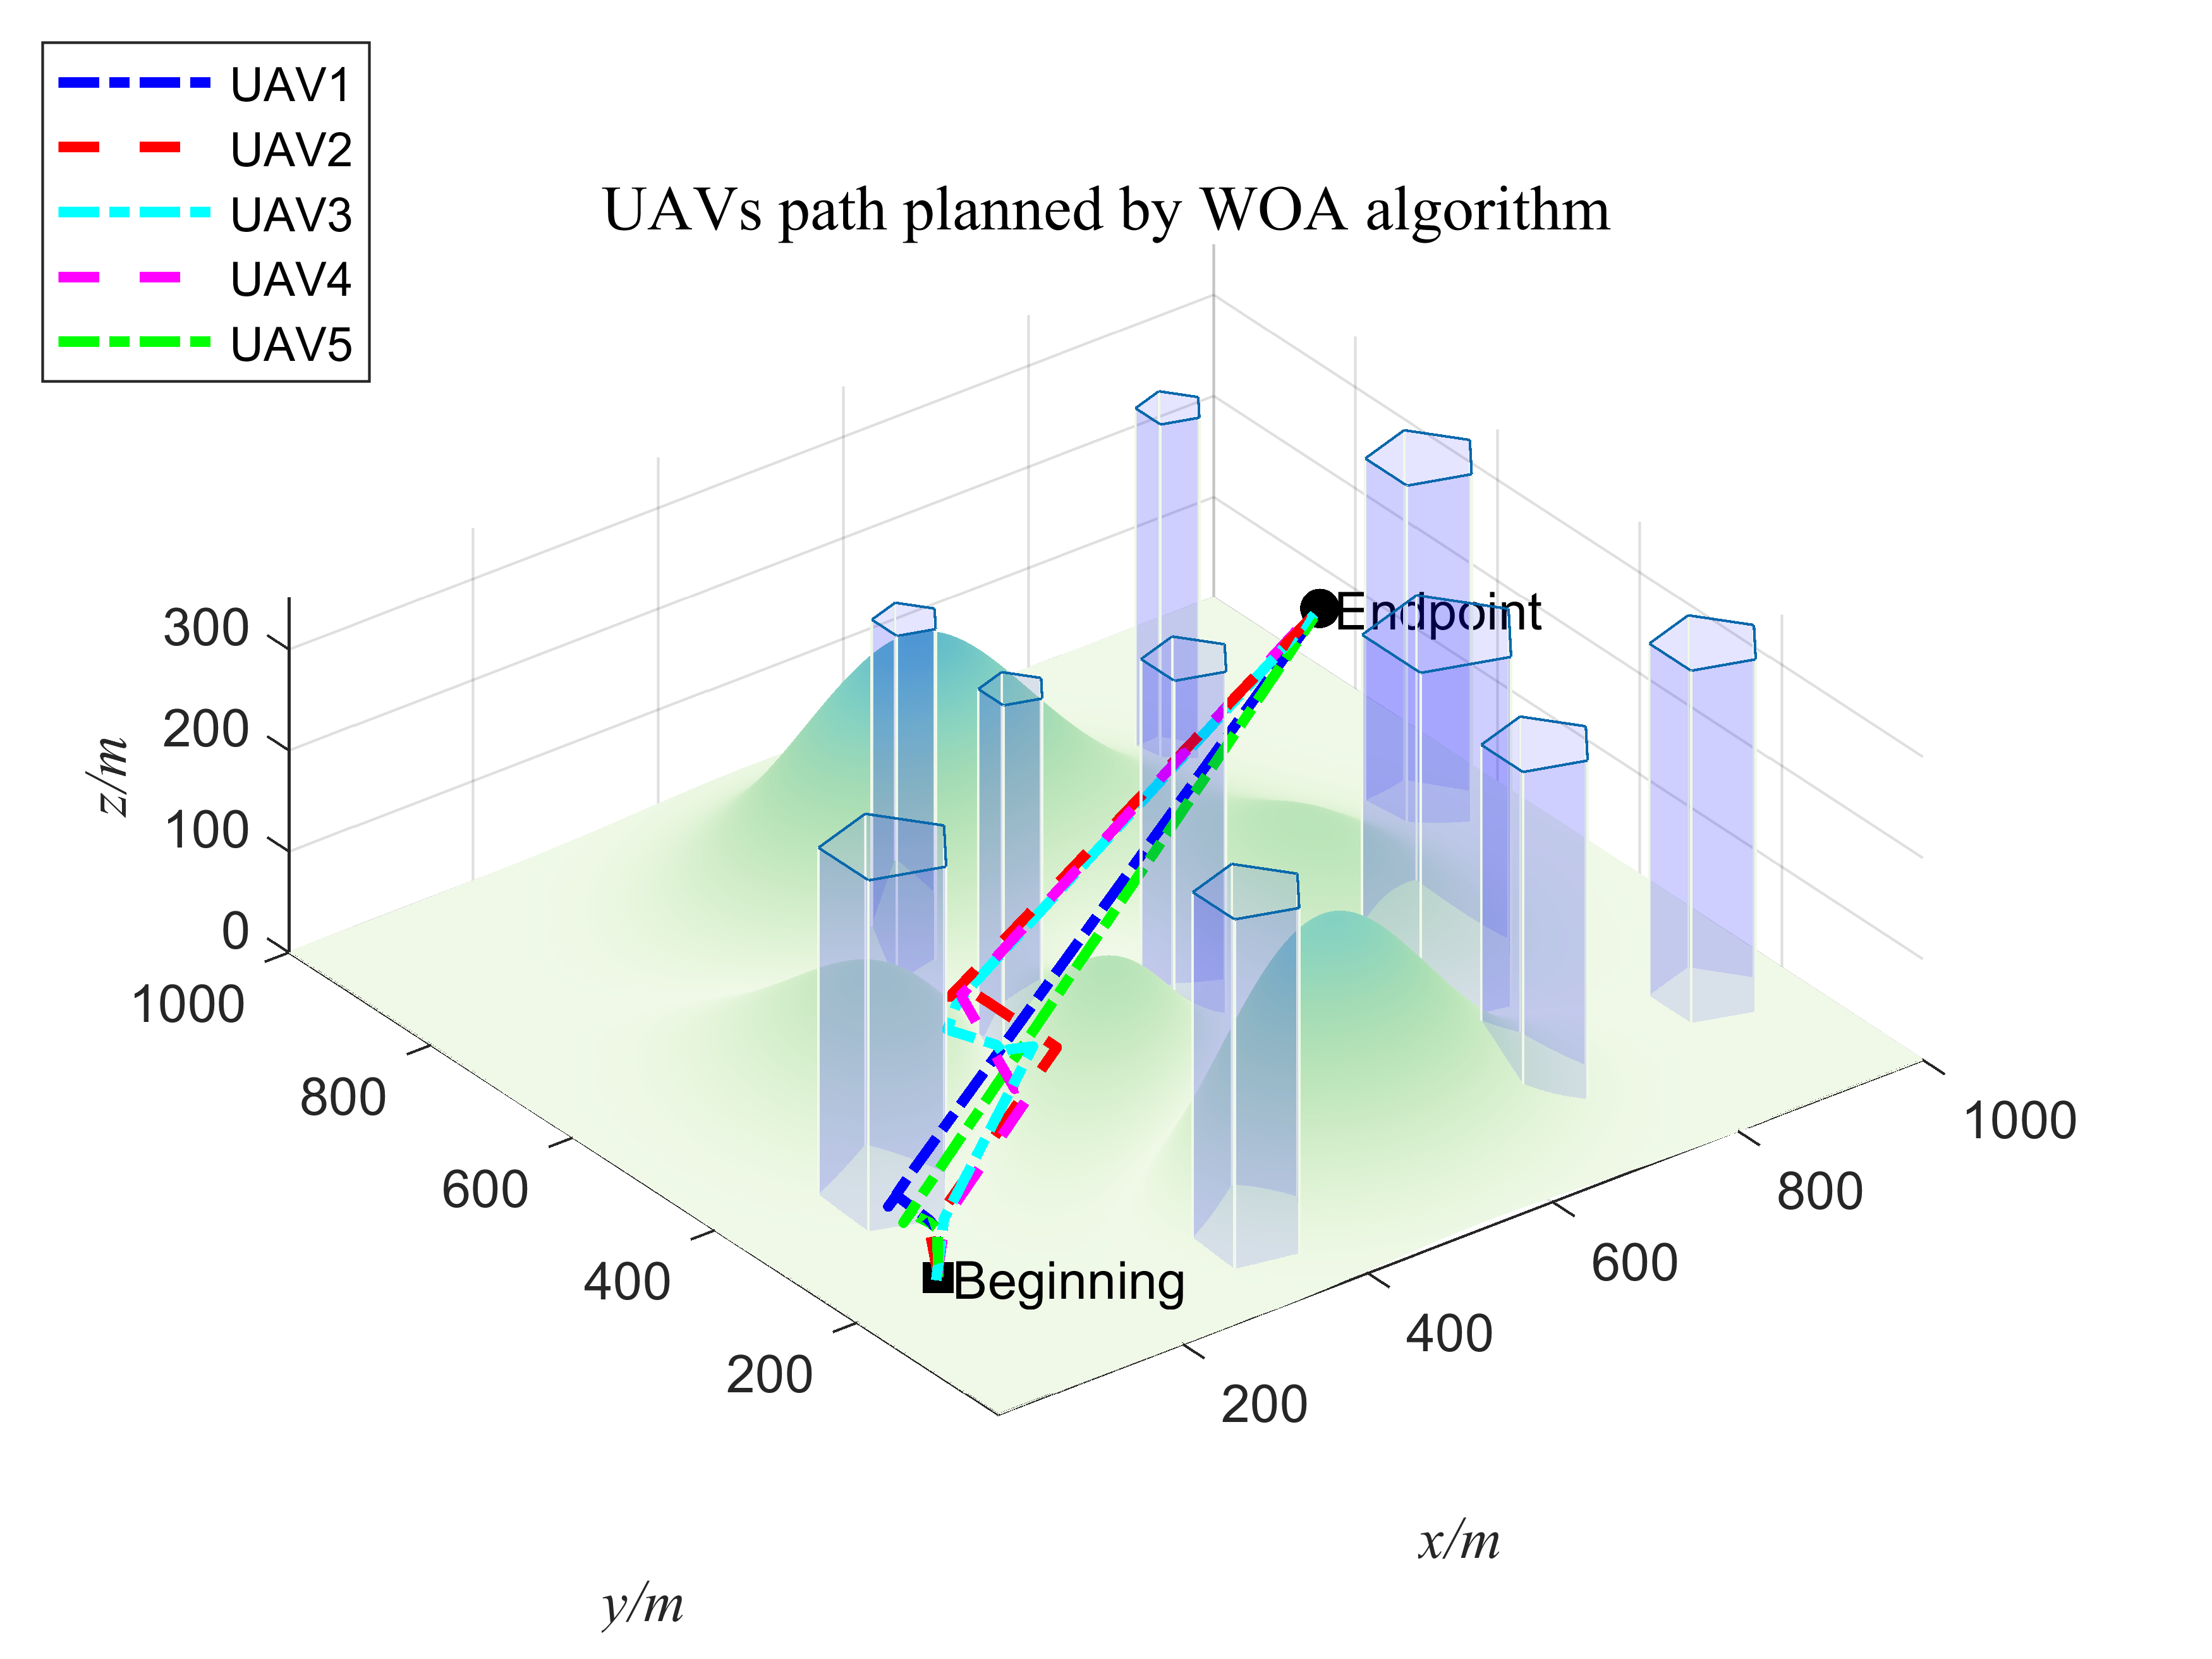 UAV1
UAV2
UAV3
UAV4
UAV5
UAVs path planned by WOA algorithm
Endpoint
Beginning
z/m
300
200
100
0
1000
800
600
400
200
y/m
200
400
600
800
1000
x/m